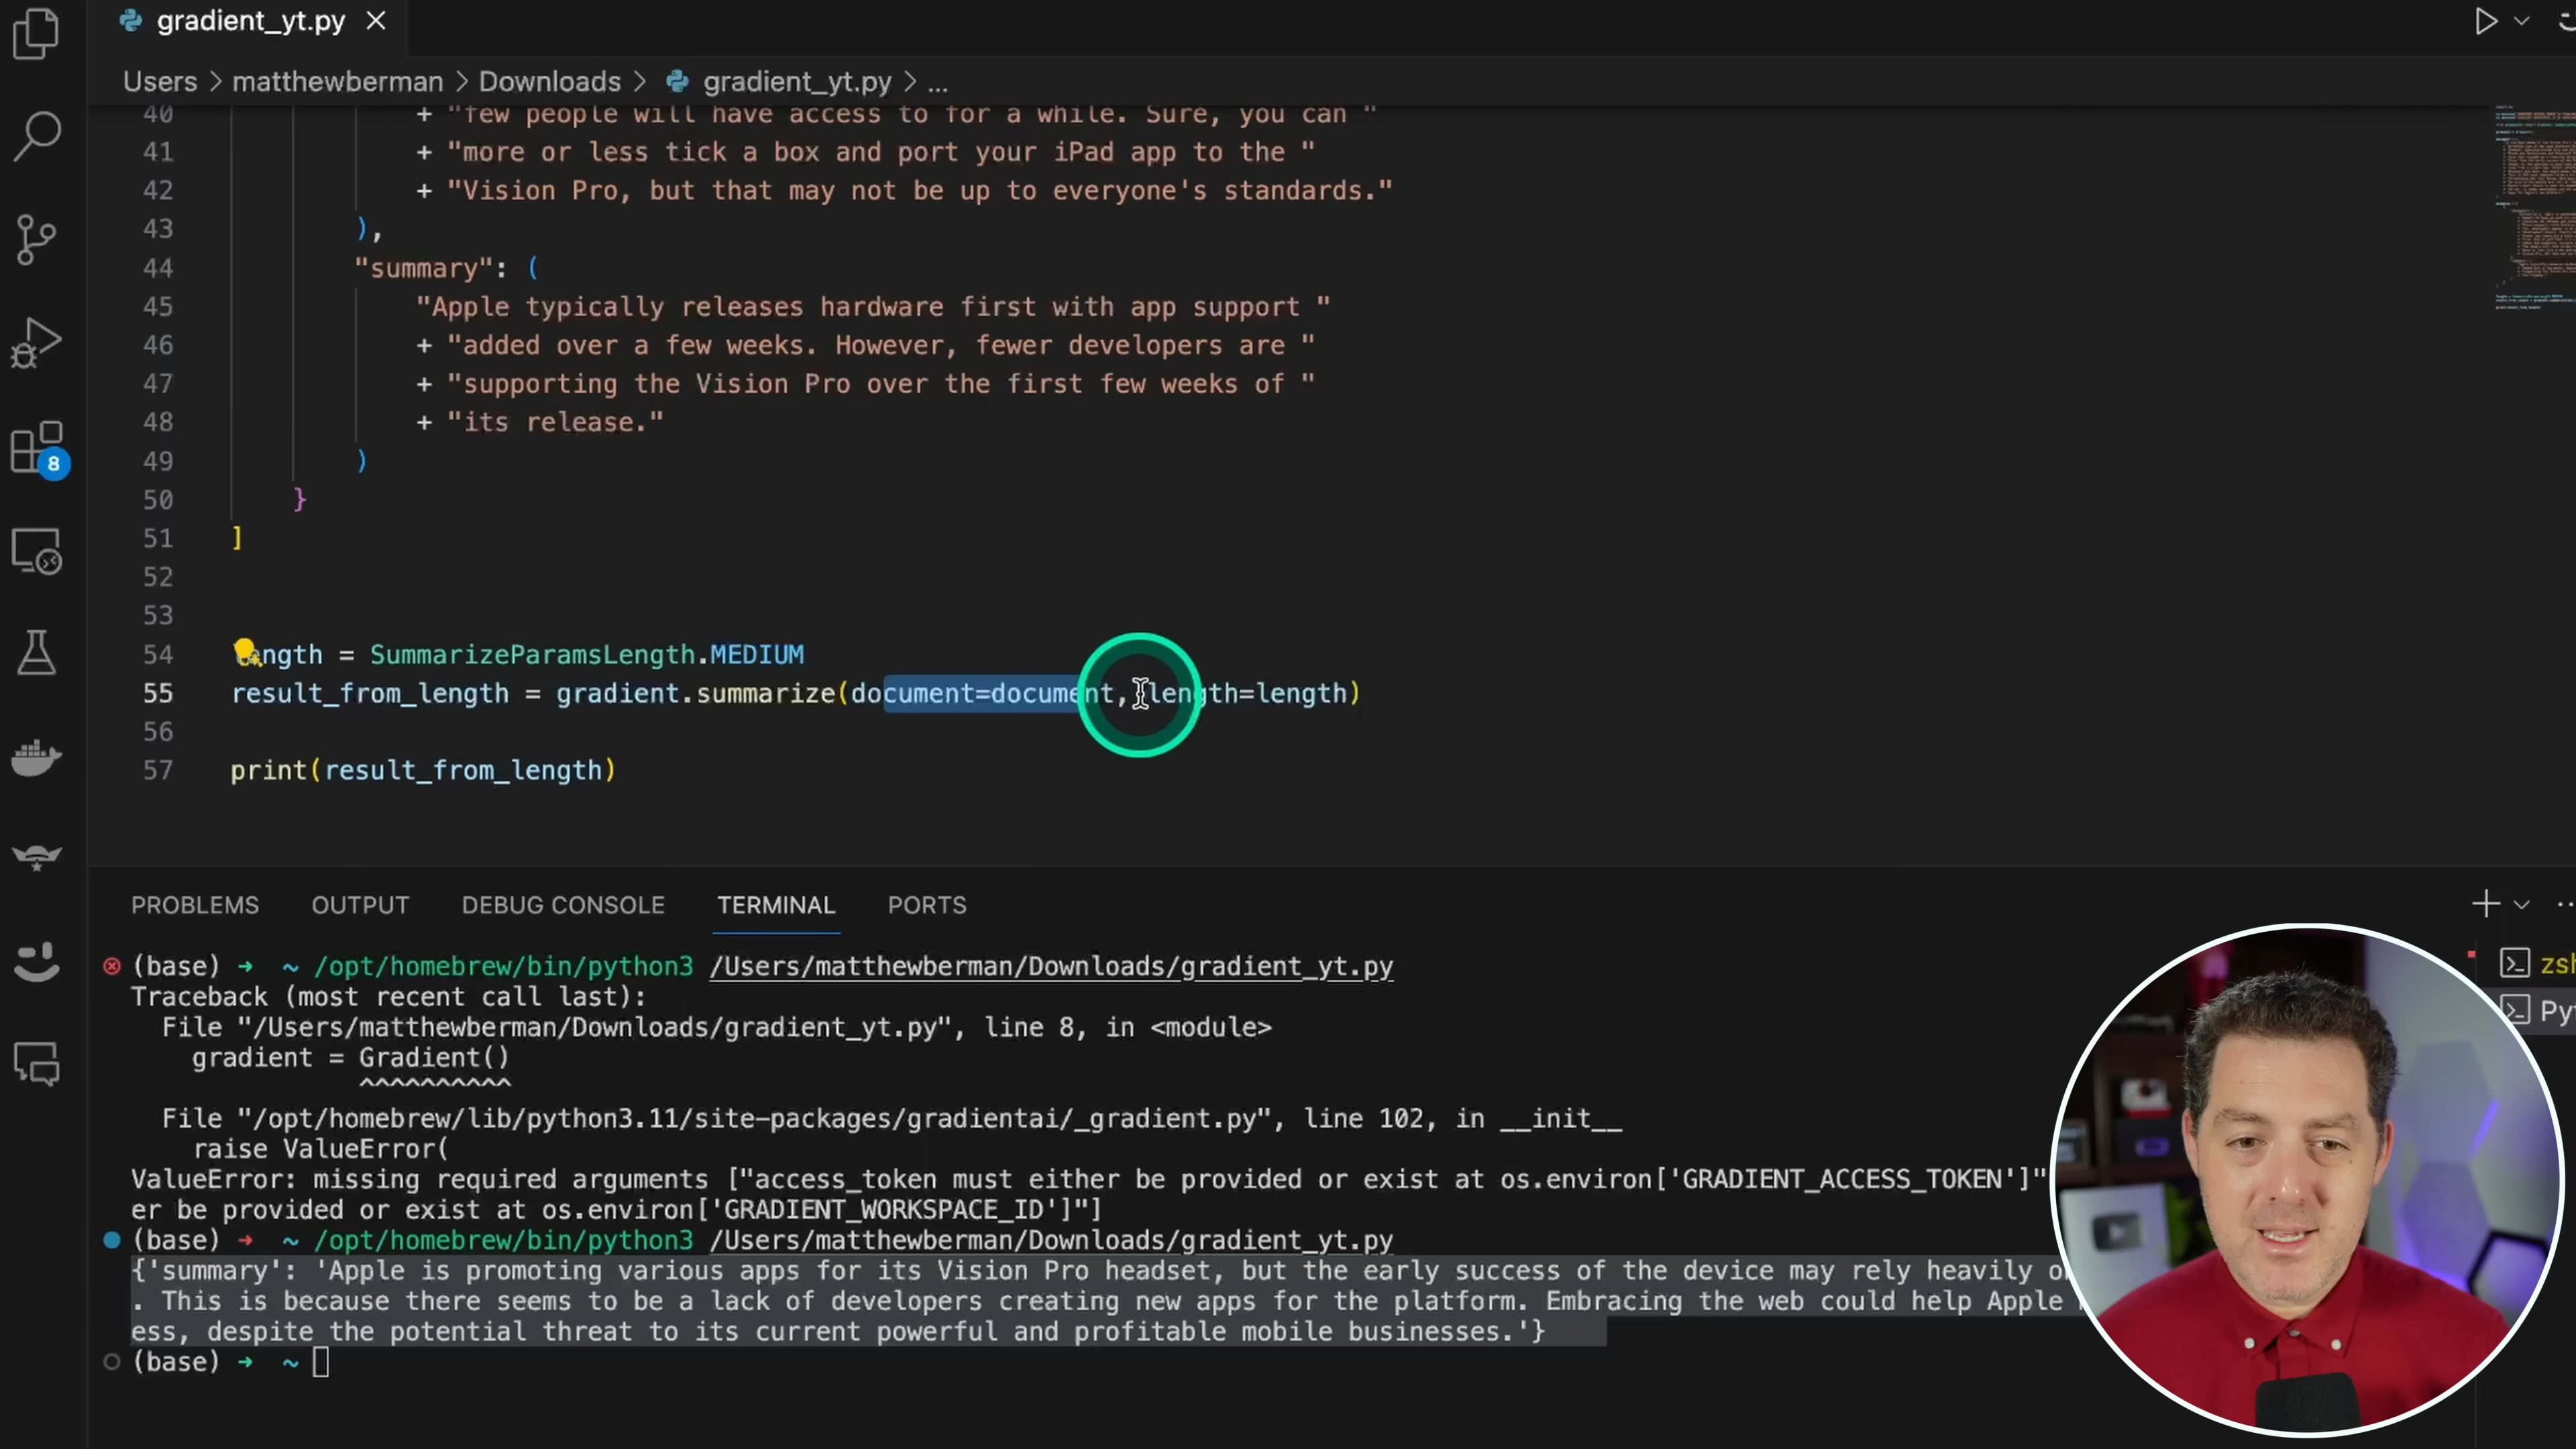 gradient_yt.py
Users > matthewberman > Downloads > gradient_yt.py > ...
40 + "few people will have access to for a while. Sure, you can "
41 + "more or less tick a box and port your iPad app to the "
42 + "Vision Pro, but that may not be up to everyone's standards."
43 ),
44 "summary": (
45 "Apple typically releases hardware first with app support "
46 + "added over a few weeks. However, fewer developers are "
47 + "supporting the Vision Pro over the first few weeks of "
48 + "its release."
49 )
50 }
51 ]
52
53
54 length = SummarizeParamsLength.MEDIUM
55 result_from_length = gradient.summarize(document=document, length=length)
56
57 print(result_from_length)
8
PROBLEMS OUTPUT DEBUG CONSOLE TERMINAL PORTS
(base) → ~ /opt/homebrew/bin/python3 /Users/matthewberman/Downloads/gradient_yt.py
Traceback (most recent call last):
File "/Users/matthewberman/Downloads/gradient_yt.py", line 8, in <module>
gradient = Gradient()
^^^^^^^^^^
File "/opt/homebrew/lib/python3.11/site-packages/gradientai/_gradient.py", line 102, in __init__
raise ValueError(
ValueError: missing required arguments ["access_token must either be provided or exist at os.environ['GRADIENT_ACCESS_TOKEN']"
er be provided or exist at os.environ['GRADIENT_WORKSPACE_ID']"]
(base) → ~ /opt/homebrew/bin/python3 /Users/matthewberman/Downloads/gradient_yt.py
{'summary': 'Apple is promoting various apps for its Vision Pro headset, but the early success of the device may rely heavily
. This is because there seems to be a lack of developers creating new apps for the platform. Embracing the web could help Apple
ess, despite the potential threat to its current powerful and profitable mobile businesses.'}
(base) → ~
zsh
Py